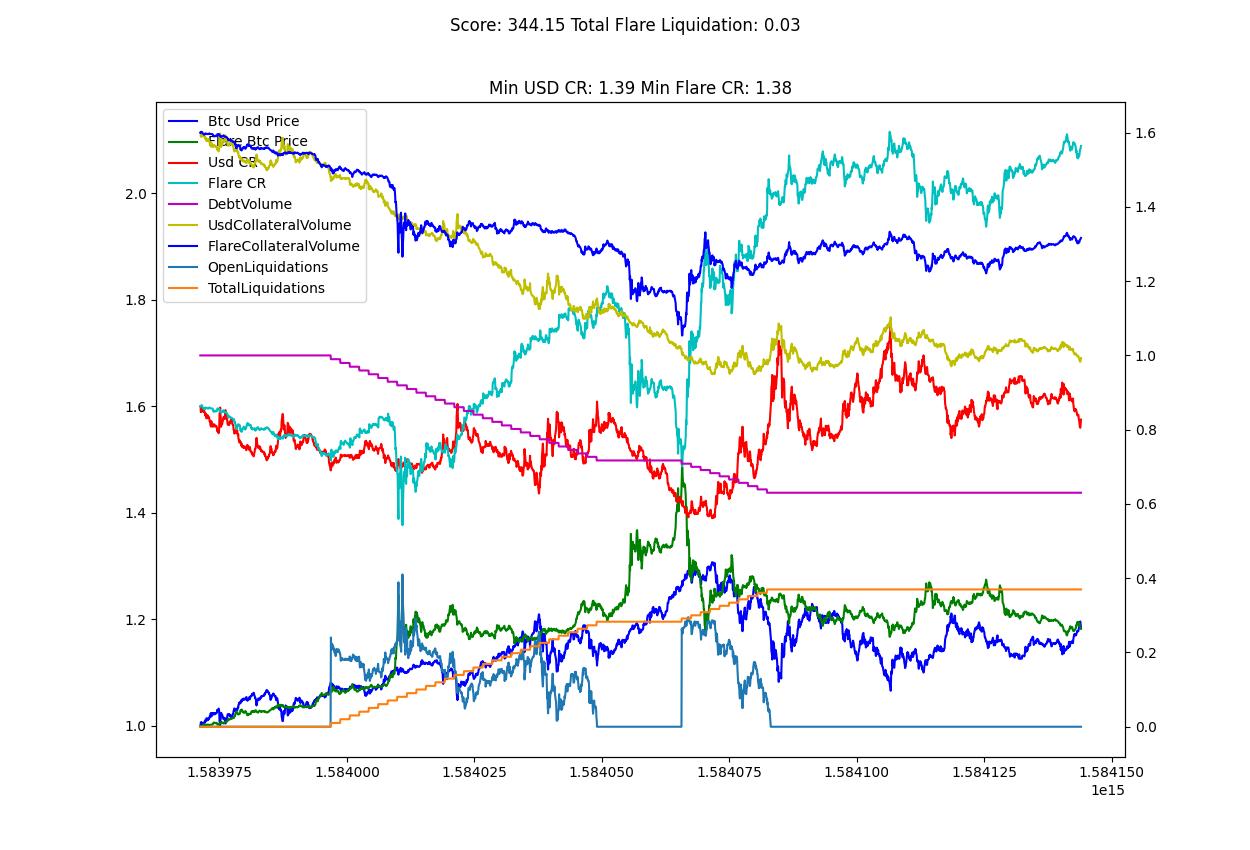 Score: 344.15 Total Flare Liquidation: 0.03
Min USD CR: 1.39 Min Flare CR: 1.38
Btc Usd Price
Flare Btc Price
Usd CR
Flare CR
DebtVolume
UsdCollateralVolume
FlareCollateralVolume
OpenLiquidations
TotalLiquidations
2.0
1.8
1.6
1.4
1.2
1.0
1.6
1.4
1.2
1.0
0.8
0.6
0.4
0.2
0.0
1.583975 1.584000 1.584025 1.584050 1.584075 1.584100 1.584125 1.584150
1e15